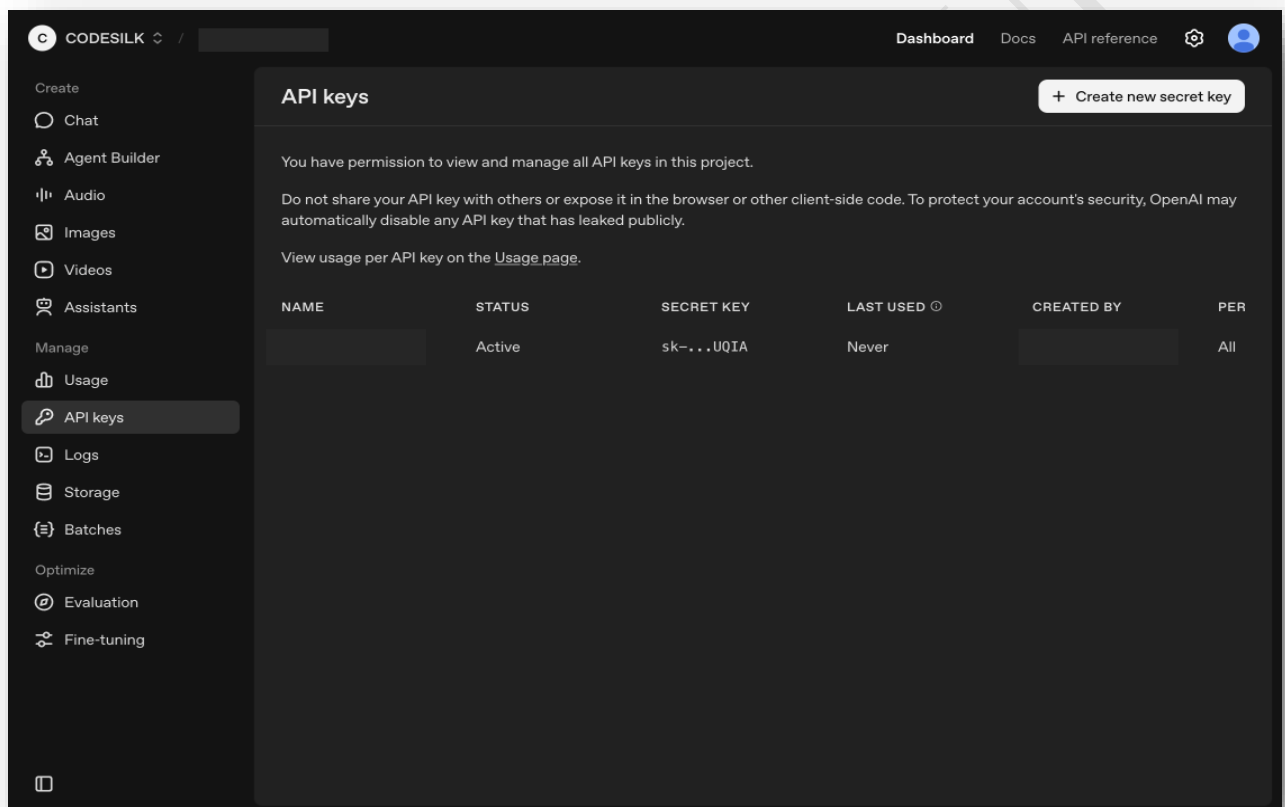 C CODESILK /
Dashboard Docs API reference
Create
Chat
Agent Builder
Audio
Images
Videos
Assistants
Manage
Usage
API keys
Logs
Storage
Batches
Optimize
Evaluation
Fine-tuning
API keys
+ Create new secret key
You have permission to view and manage all API keys in this project.
Do not share your API key with others or expose it in the browser or other client-side code. To protect your account's security, OpenAI may
automatically disable any API key that has leaked publicly.
View usage per API key on the Usage page.
NAME STATUS SECRET KEY LAST USED CREATED BY PER
Active sk-...UQIA Never All